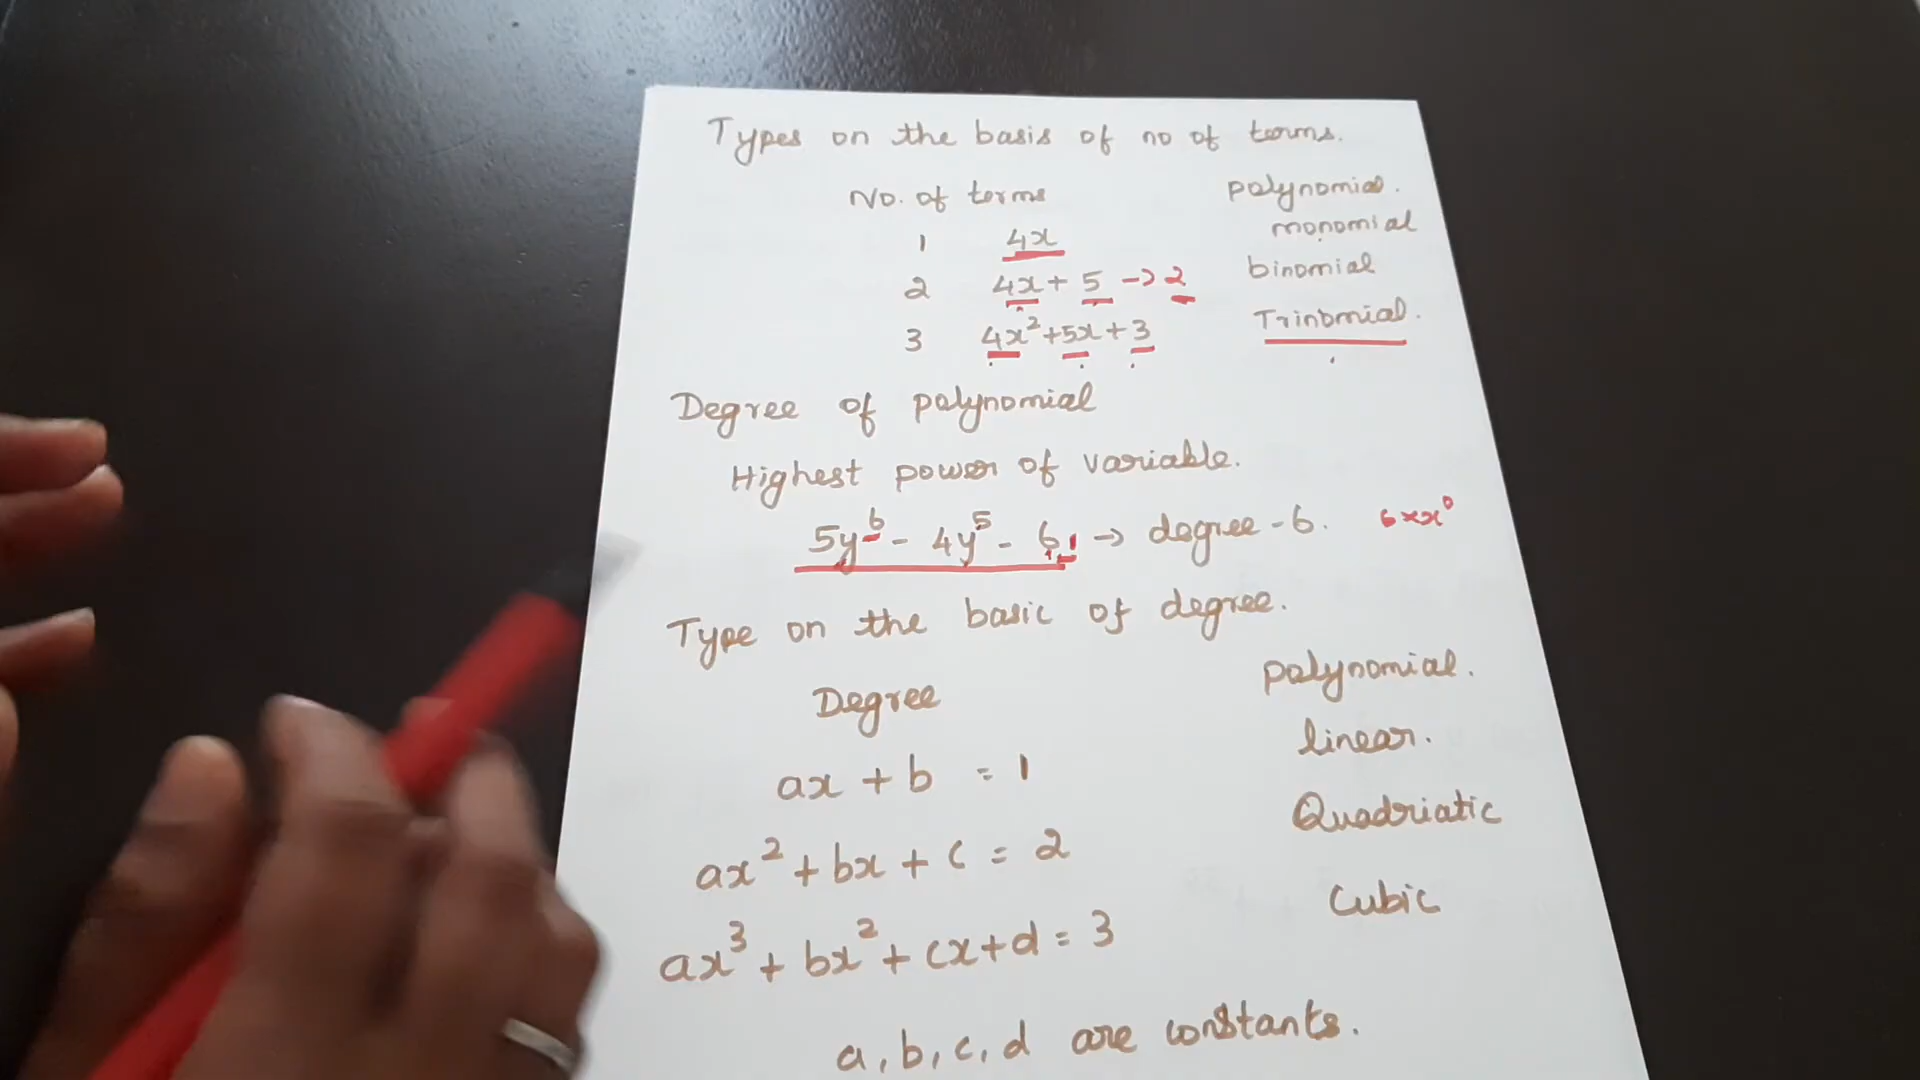 Types on the basis of no of terms.
No. of terms polynomial.
1 4x monomial
2 4x + 5 → 2 binomial
3 4x² + 5x + 3 Trinomial.
Degree of polynomial
Highest power of variable.
5y⁶ - 4y⁵ - 6 → degree - 6. 6×x⁰
Type on the basic of degree.
Degree polynomial.
ax + b = 1 linear.
ax² + bx + c = 2 Quadriatic
ax³ + bx² + cx + d = 3 Cubic
a, b, c, d are constants.